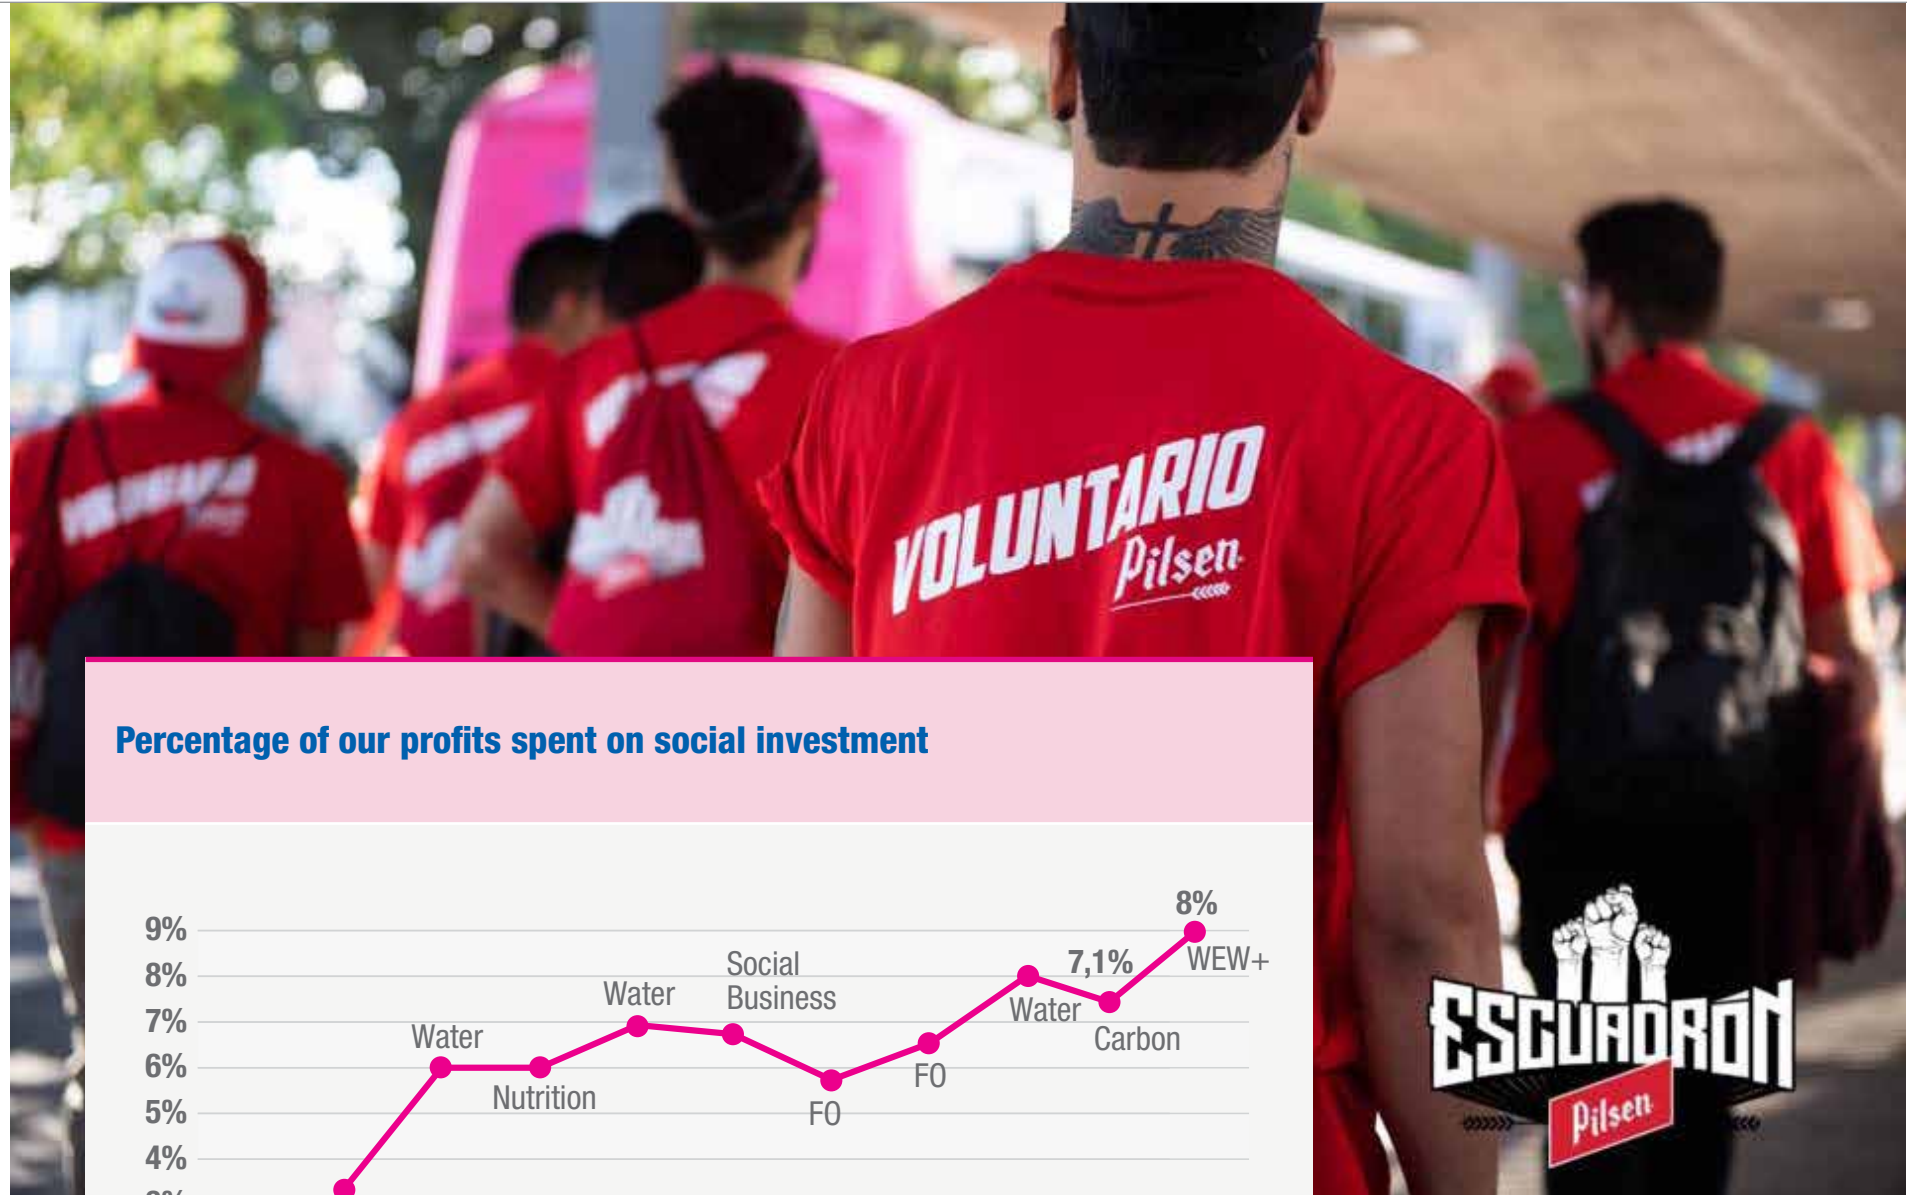 VOLUNTARIO
Pilsen
Percentage of our profits spent on social investment
9%
8%
7%
6%
5%
4%
Water
Nutrition
Water
Social
Business
FO
FO
Water
7,1%
Carbon
8%
WEW+
ESCUADRÓN
Pilsen